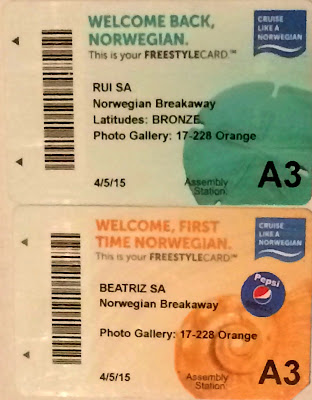 WELCOME BACK,
NORWEGIAN.
This is your FREESTYLECARD.™
CRUISE
LIKE A
NORWEGIAN
RUI SA
Norwegian Breakaway
Latitudes: BRONZE
Photo Gallery: 17-228 Orange
4/5/15
Assembly
Station:
A3
WELCOME, FIRST
TIME NORWEGIAN.
This is your FREESTYLECARD™
CRUISE
LIKE A
NORWEGIAN
pepsi
BEATRIZ SA
Norwegian Breakaway
Photo Gallery: 17-228 Orange
4/5/15
Assembly
Station:
A3